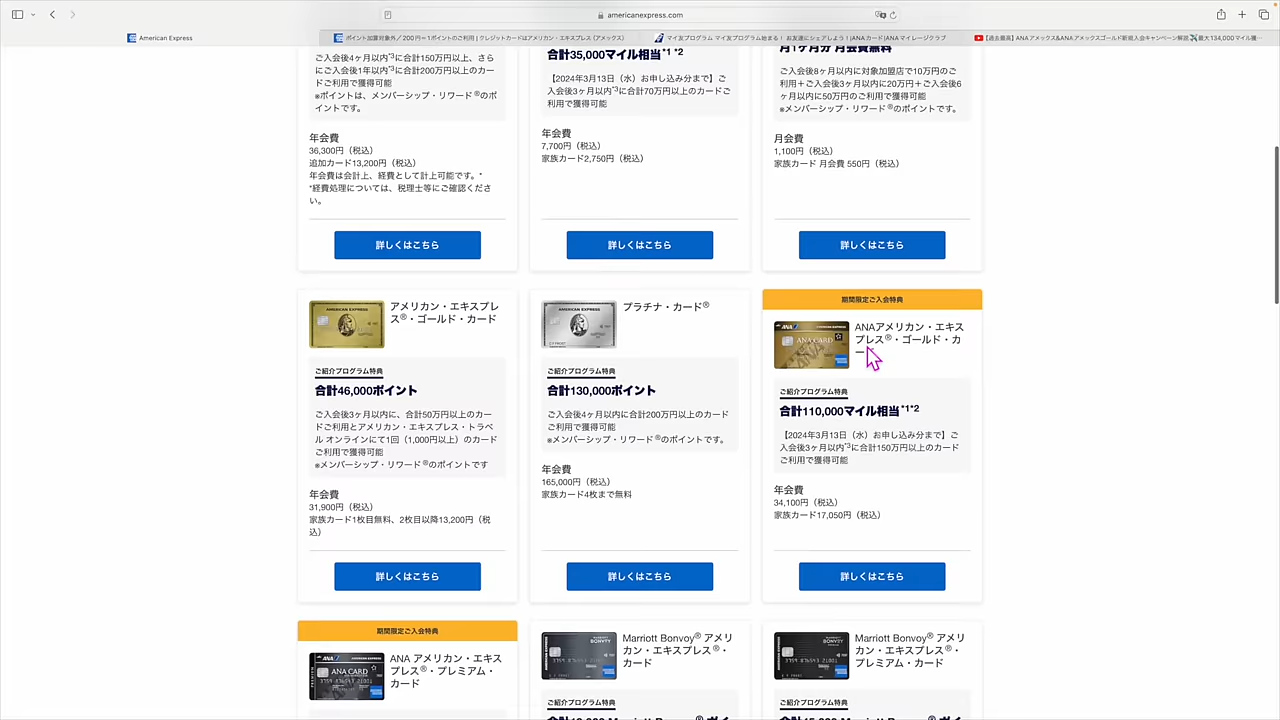 americanexpress.com
American Express
ポイント加算対象外／200円＝1ポイントのご利用 | クレジットカードはアメリカン・エキスプレス (アメックス)
マイ友プログラム マイ友プログラム始まる！ お友達にシェアしよう！|ANAカード|ANAマイレージクラブ
【過去最高】ANAアメックス&ANAアメックスゴールド新規入会キャンペーン解説✈️最大134,000マイル獲…
ご入会後4ヶ月以内*3に合計150万円以上、さら
にご入会後1年以内*3に合計200万円以上のカー
ドご利用で獲得可能
※ポイントは、メンバーシップ・リワード®のポ
イントです。
年会費
36,300円（税込）
追加カード13,200円（税込）
年会費は会計上、経費として計上可能です。*
*経費処理については、税理士等にご確認くださ
い。
詳しくはこちら
合計35,000マイル相当*1 *2
【2024年3月13日（水）お申し込み分まで】ご
入会後3ヶ月以内*3に合計70万円以上のカードご
利用で獲得可能
年会費
7,700円（税込）
家族カード2,750円（税込）
詳しくはこちら
月1ヶ月分 月会費無料
ご入会後8ヶ月以内に対象加盟店で10万円のご
利用＋ご入会後3ヶ月以内に20万円＋ご入会後6
ヶ月以内に50万円のご利用で獲得可能
※メンバーシップ・リワード®のポイントです。
月会費
1,100円（税込）
家族カード 月会費 550円（税込）
詳しくはこちら
アメリカン・エキスプレ
ス®・ゴールド・カード
ご紹介プログラム特典
合計46,000ポイント
ご入会後3ヶ月以内に、合計50万円以上のカー
ドご利用とアメリカン・エキスプレス・トラベ
ル オンラインにて1回（1,000円以上）のカード
ご利用で獲得可能
※メンバーシップ・リワード®のポイントです
年会費
31,900円（税込）
家族カード1枚目無料、2枚目以降13,200円（税
込）
詳しくはこちら
プラチナ・カード®
ご紹介プログラム特典
合計130,000ポイント
ご入会後4ヶ月以内に合計200万円以上のカード
ご利用で獲得可能
※メンバーシップ・リワード®のポイントです。
年会費
165,000円（税込）
家族カード4枚まで無料
詳しくはこちら
期間限定ご入会特典
ANAアメリカン・エキス
プレス®・ゴールド・カ
ード
ご紹介プログラム特典
合計110,000マイル相当*1*2
【2024年3月13日（水）お申し込み分まで】ご
入会後3ヶ月以内*3に合計150万円以上のカード
ご利用で獲得可能
年会費
34,100円（税込）
家族カード17,050円（税込）
詳しくはこちら
期間限定ご入会特典
ANA アメリカン・エキス
プレス®・プレミアム・
カード
Marriott Bonvoy® アメリ
カン・エキスプレス®・
カード
ご紹介プログラム特典
Marriott Bonvoy® アメリ
カン・エキスプレス®・
プレミアム・カード
ご紹介プログラム特典